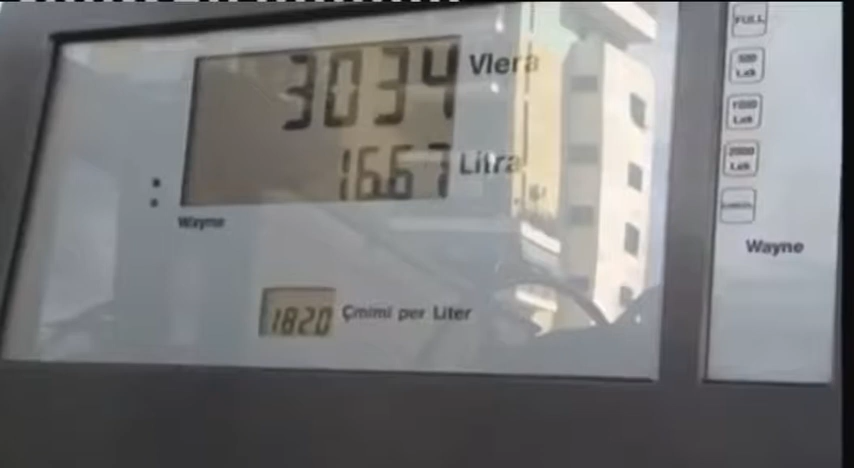 3034 Vlera
16.67 Litra
Wayne
182.0 Çmimi per Liter
FULL
500
Lek
1000
Lek
2000
Lek
Wayne